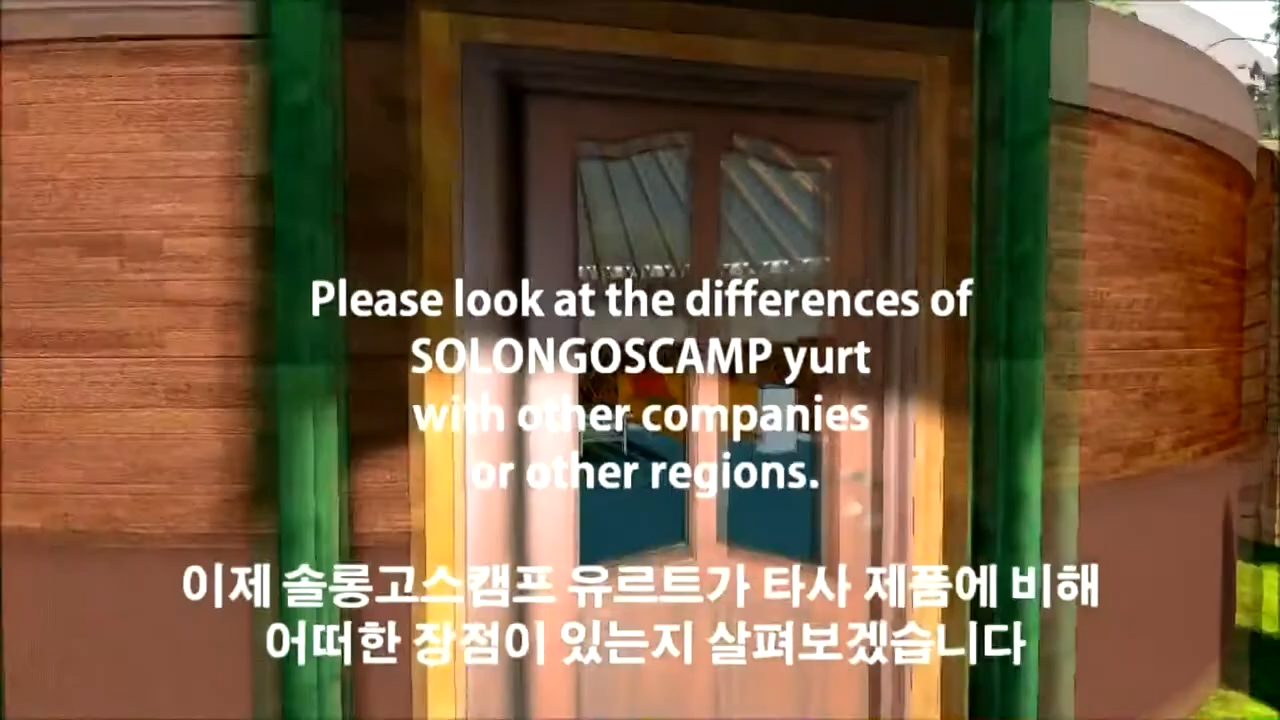 Please look at the differences of
SOLONGOSCAMP yurt
with other companies
or other regions.
이제 솔롱고스캠프 유르트가 타사 제품에 비해
어떠한 장점이 있는지 살펴보겠습니다